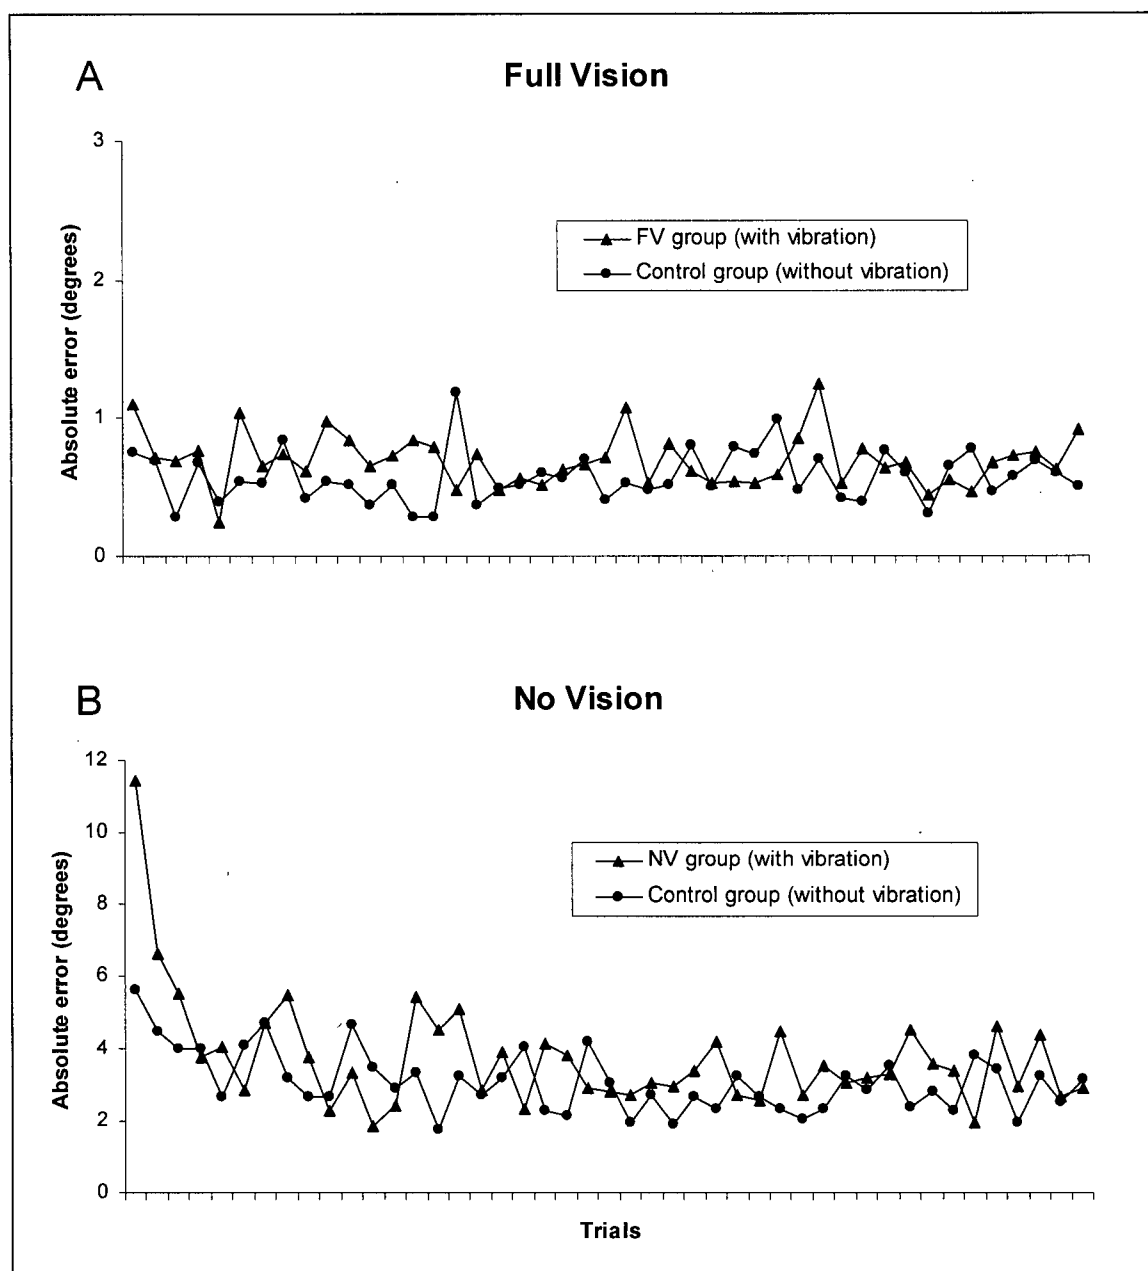 A
Full Vision
3
2
1
0
Absolute error (degrees)
FV group (with vibration)
Control group (without vibration)
B
No Vision
12
10
8
6
4
2
0
Absolute error (degrees)
NV group (with vibration)
Control group (without vibration)
Trials